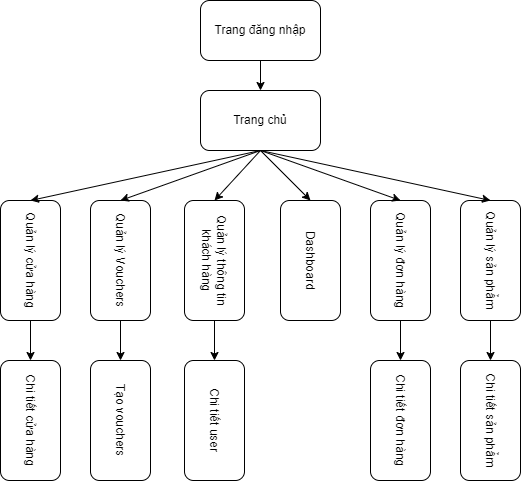 Trang đăng nhập
Trang chủ
Quản lý cửa hàng
Quản lý Vouchers
Quản lý thông tin
khách hàng
Dashboard
Quản lý đơn hàng
Quản lý sản phẩm
Chi tiết cửa hàng
Tạo vouchers
Chi tiết user
Chi tiết đơn hàng
Chi tiết sản phẩm